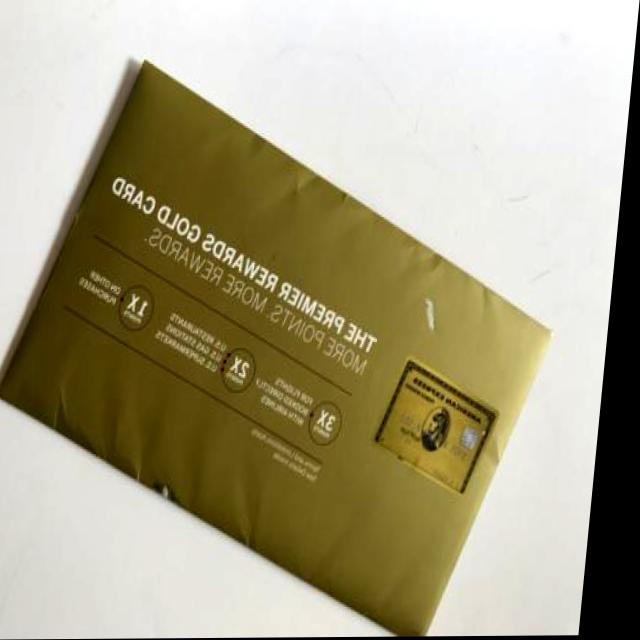 THE PREMIER REWARDS GOLD CARD
MORE POINTS. MORE REWARDS.
3X
FOR FLIGHTS
BOOKED DIRECTLY
WITH AIRLINES
2X
U.S. RESTAURANTS
U.S. GAS STATIONS
U.S. SUPERMARKETS
1X
ON OTHER
PURCHASES
AMERICAN EXPRESS